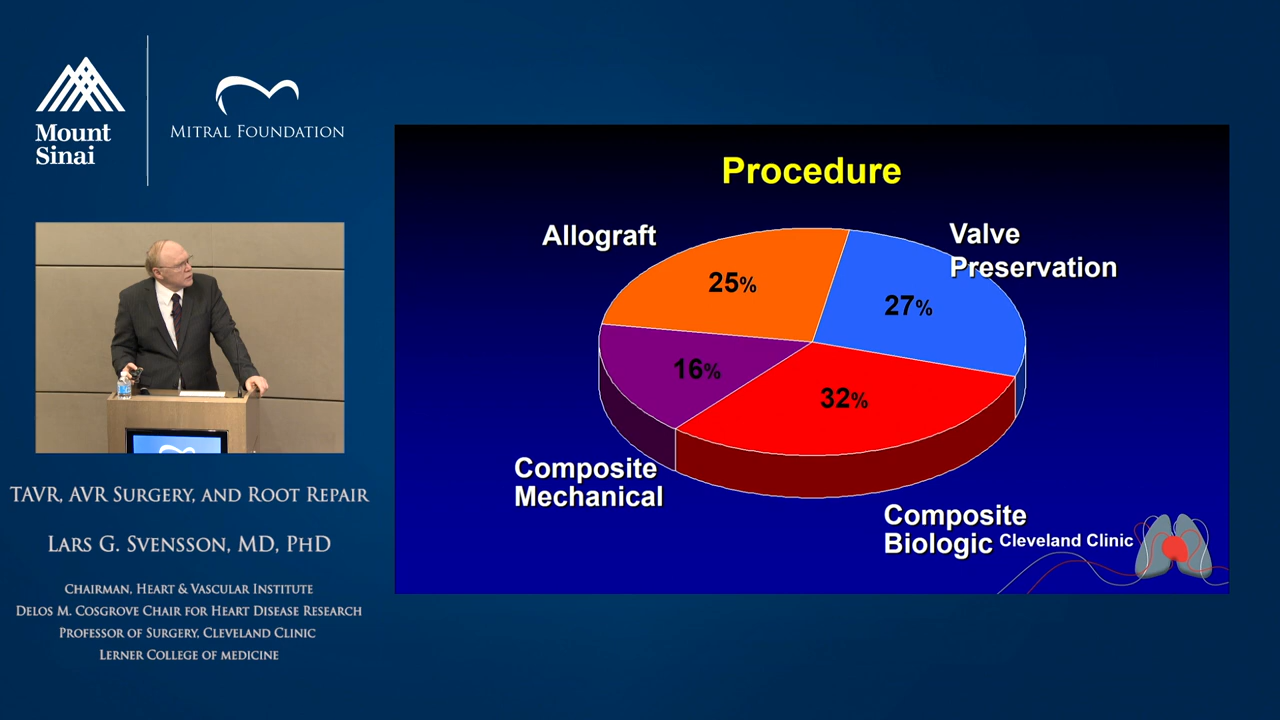 Mount
Sinai
Mitral Foundation
TAVR, AVR Surgery, and Root Repair
Lars G. Svensson, MD, PhD
Chairman, Heart & Vascular Institute
Delos M. Cosgrove Chair for Heart Disease Research
Professor of Surgery, Cleveland Clinic
Lerner College of medicine
Procedure
Allograft
25%
Valve
Preservation
27%
16%
32%
Composite
Mechanical
Composite
Biologic
Cleveland Clinic